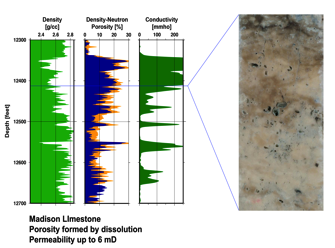 Density
[g/cc]
Density-Neutron
Porosity [%]
Conductivity
[mmho]
2.4 2.6 2.8
0 10 20 30
0 100 200
12300
12400
12500
12600
12700
Depth [feet]
Madison LImestone
Porosity formed by dissolution
Permeability up to 6 mD